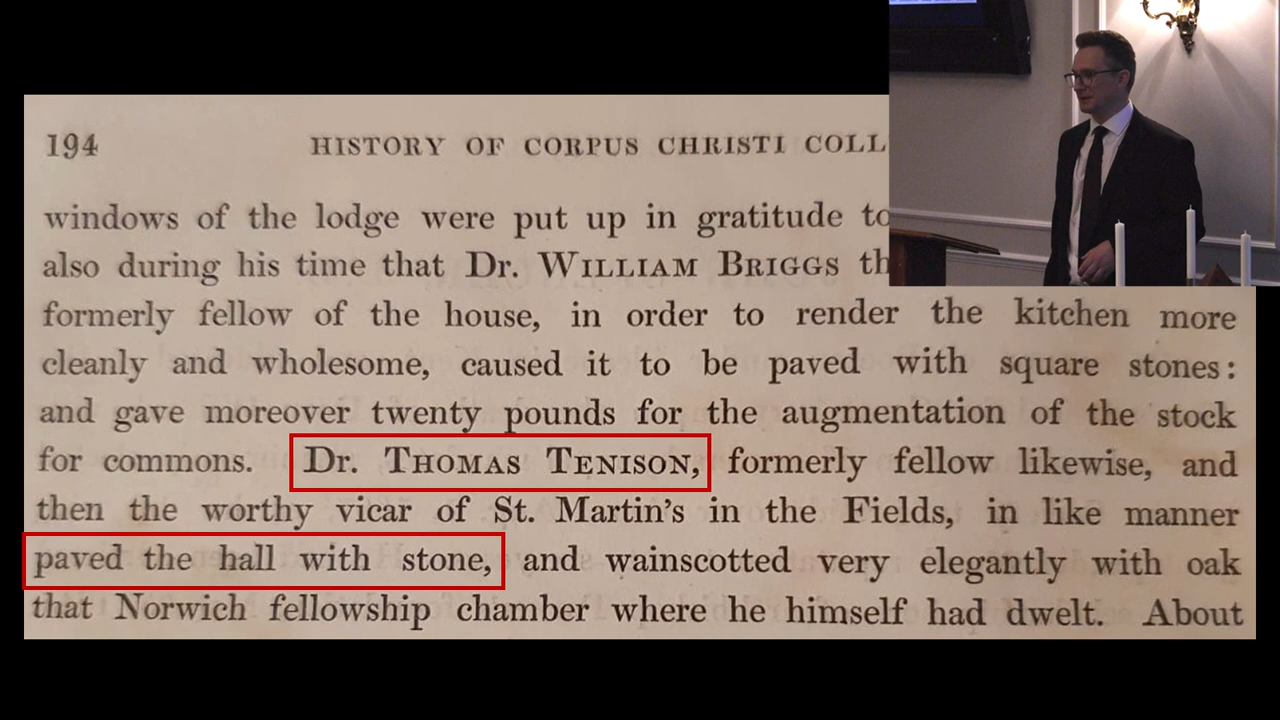 194 HISTORY OF CORPUS CHRISTI COLL
windows of the lodge were put up in gratitude to
also during his time that Dr. WILLIAM BRIGGS th
formerly fellow of the house, in order to render the kitchen more
cleanly and wholesome, caused it to be paved with square stones:
and gave moreover twenty pounds for the augmentation of the stock
for commons. Dr. THOMAS TENISON, formerly fellow likewise, and
then the worthy vicar of St. Martin's in the Fields, in like manner
paved the hall with stone, and wainscotted very elegantly with oak
that Norwich fellowship chamber where he himself had dwelt. About